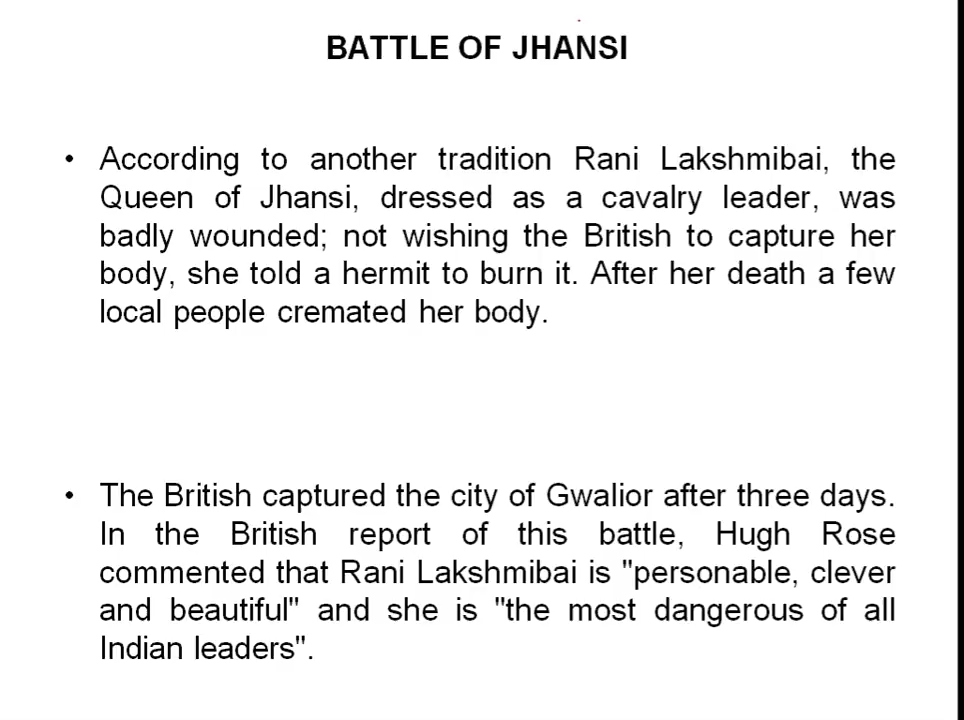 BATTLE OF JHANSI
• According to another tradition Rani Lakshmibai, the
Queen of Jhansi, dressed as a cavalry leader, was
badly wounded; not wishing the British to capture her
body, she told a hermit to burn it. After her death a few
local people cremated her body.
• The British captured the city of Gwalior after three days.
In the British report of this battle, Hugh Rose
commented that Rani Lakshmibai is "personable, clever
and beautiful" and she is "the most dangerous of all
Indian leaders".